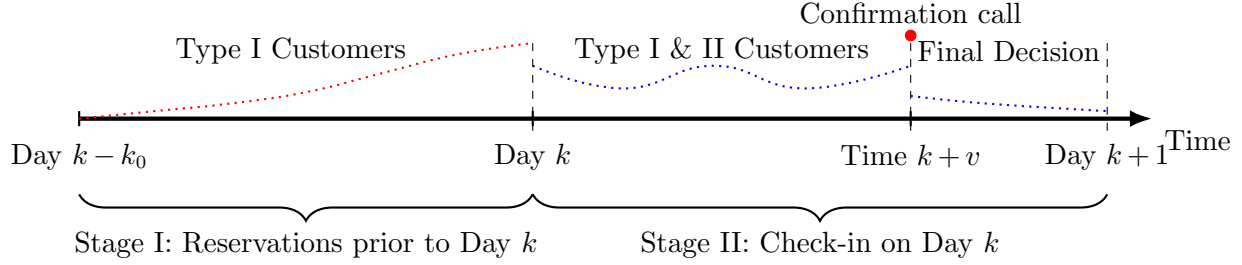 Confirmation call
Type I Customers
Type I & II Customers
Final Decision
Day k − k₀
Day k
Time k + v
Day k + 1
Time
Stage I: Reservations prior to Day k
Stage II: Check-in on Day k